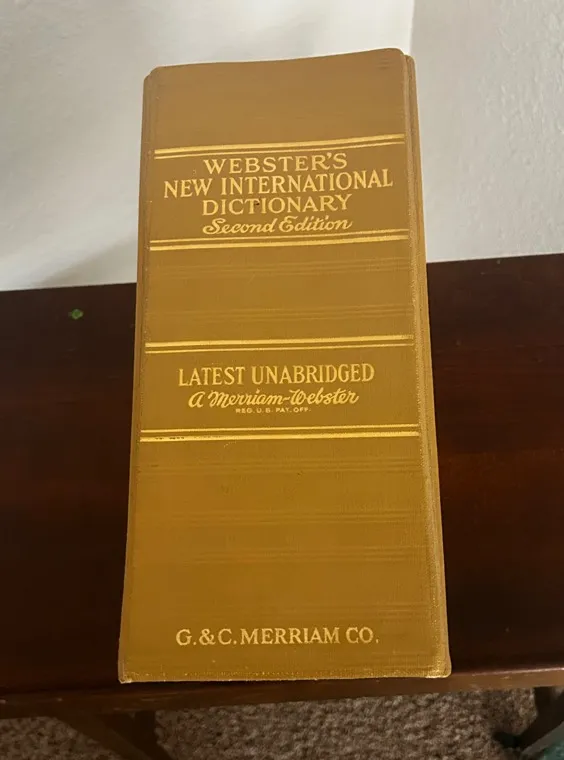 WEBSTER'S
NEW INTERNATIONAL
DICTIONARY
Second Edition
LATEST UNABRIDGED
A Merriam-Webster
REG. U. S. PAT. OFF.
G. & C. MERRIAM CO.